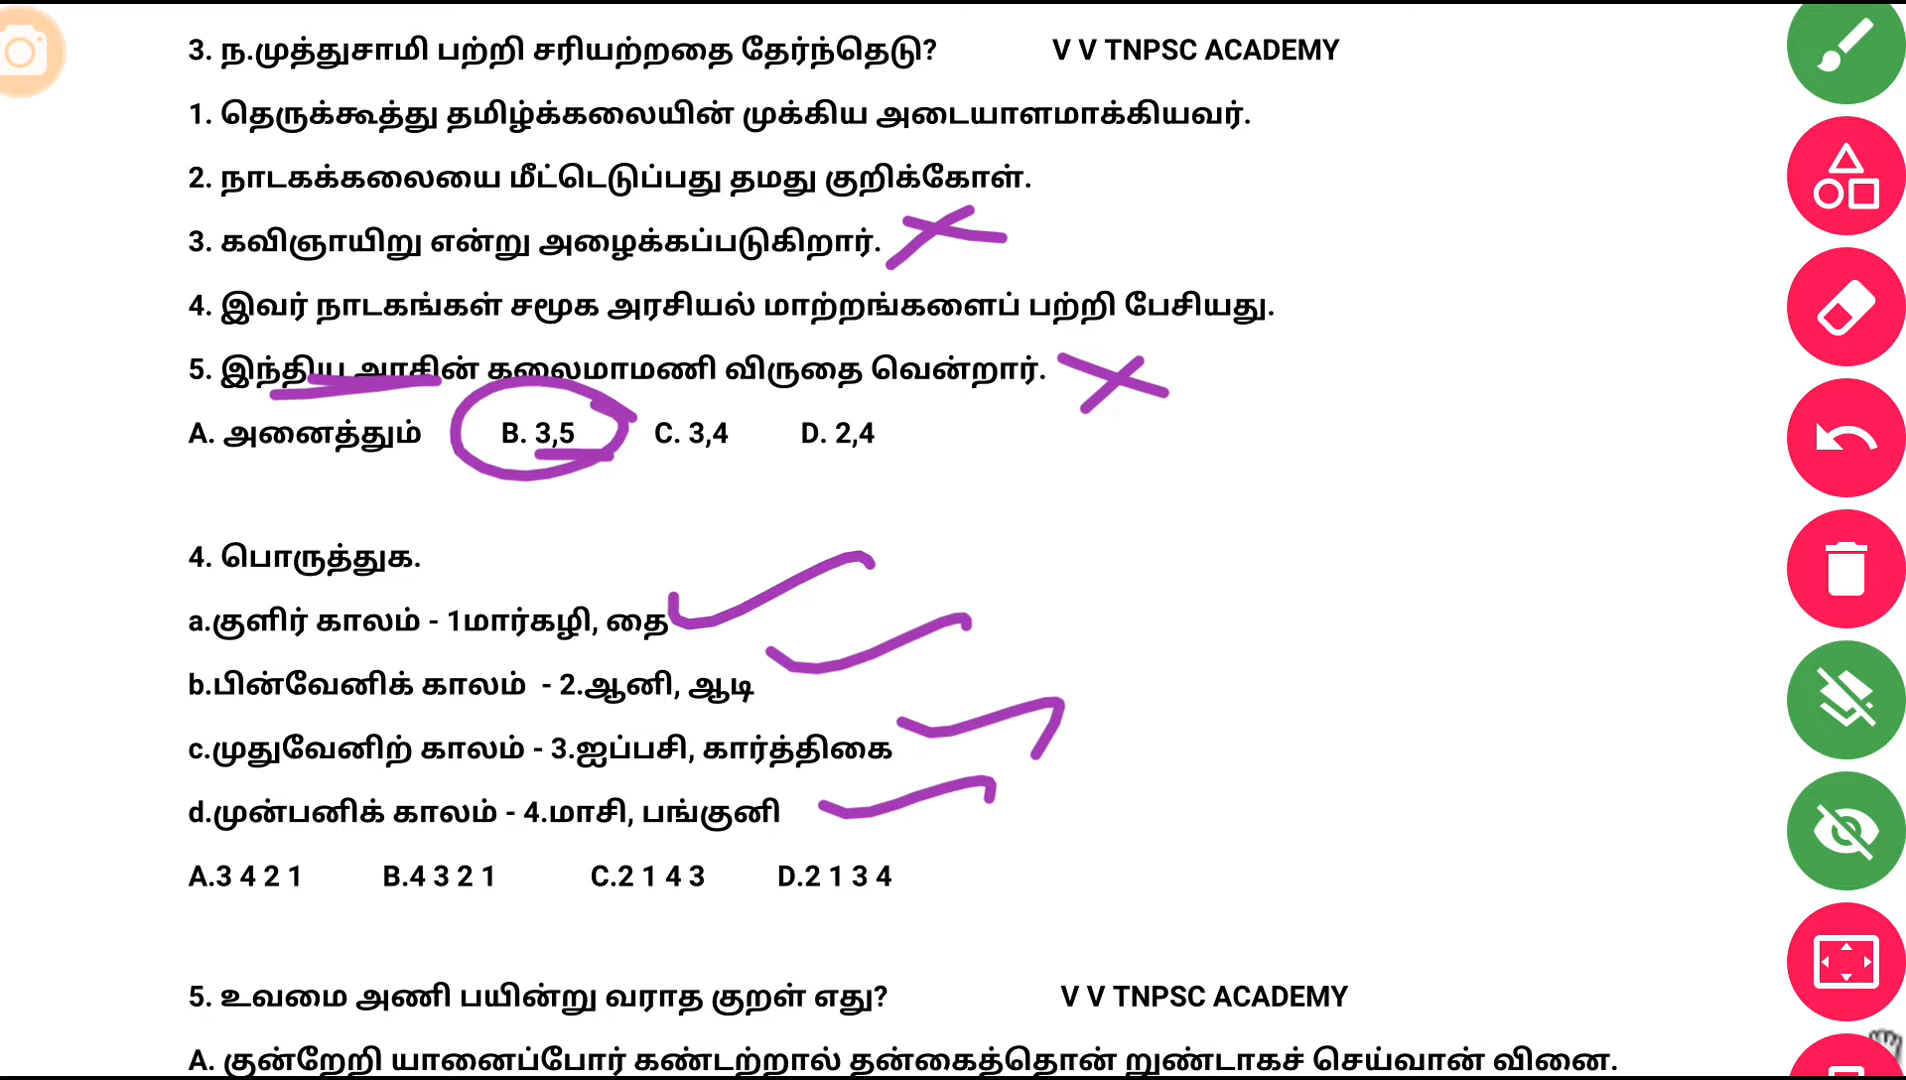 3. ந.முத்துசாமி பற்றி சரியற்றதை தேர்ந்தெடு? V V TNPSC ACADEMY
1. தெருக்கூத்து தமிழ்க்கலையின் முக்கிய அடையாளமாக்கியவர்.
2. நாடகக்கலையை மீட்டெடுப்பது தமது குறிக்கோள்.
3. கவிஞாயிறு என்று அழைக்கப்படுகிறார்.
4. இவர் நாடகங்கள் சமூக அரசியல் மாற்றங்களைப் பற்றி பேசியது.
5. இந்திய அரசின் கலைமாமணி விருதை வென்றார்.
A. அனைத்தும் B. 3,5 C. 3,4 D. 2,4
4. பொருத்துக.
a.குளிர் காலம் - 1மார்கழி, தை
b.பின்வேனிக் காலம் - 2.ஆனி, ஆடி
c.முதுவேனிற் காலம் - 3.ஐப்பசி, கார்த்திகை
d.முன்பனிக் காலம் - 4.மாசி, பங்குனி
A.3 4 2 1 B.4 3 2 1 C.2 1 4 3 D.2 1 3 4
5. உவமை அணி பயின்று வராத குறள் எது? V V TNPSC ACADEMY
A. குன்றேறி யானைப்போர் கண்டற்றால் தன்கைத்தொன் றுண்டாகச் செய்வான் வினை.